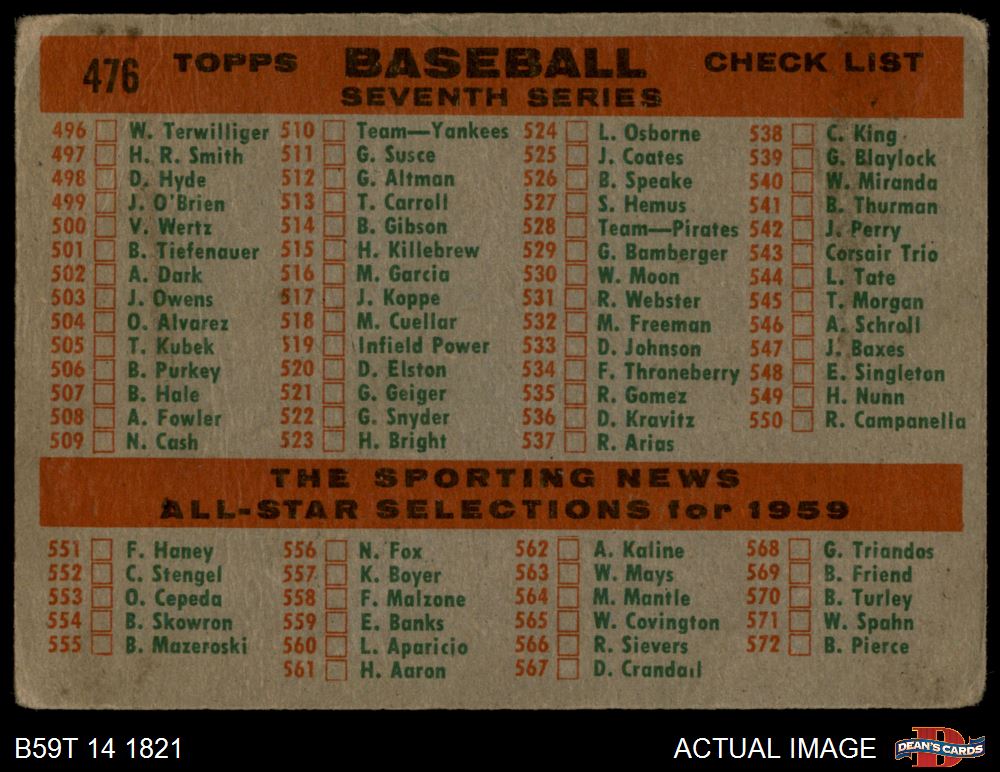 476 TOPPS BASEBALL CHECK LIST
SEVENTH SERIES
496 W. Terwilliger
497 H. R. Smith
498 D. Hyde
499 J. O'Brien
500 V. Wertz
501 B. Tiefenauer
502 A. Dark
503 J. Owens
504 O. Alvarez
505 T. Kubek
506 B. Purkey
507 B. Hale
508 A. Fowler
509 N. Cash
510 Team—Yankees
511 G. Susce
512 G. Altman
513 T. Carroll
514 B. Gibson
515 H. Killebrew
516 M. Garcia
517 J. Koppe
518 M. Cuellar
519 Infield Power
520 D. Elston
521 G. Geiger
522 G. Snyder
523 H. Bright
524 L. Osborne
525 J. Coates
526 B. Speake
527 S. Hemus
528 Team—Pirates
529 G. Bamberger
530 W. Moon
531 R. Webster
532 M. Freeman
533 D. Johnson
534 F. Throneberry
535 R. Gomez
536 D. Kravitz
537 R. Arias
538 C. King
539 G. Blaylock
540 W. Miranda
541 B. Thurman
542 J. Perry
543 Corsair Trio
544 L. Tate
545 T. Morgan
546 A. Schroll
547 J. Baxes
548 E. Singleton
549 H. Nunn
550 R. Campanella
THE SPORTING NEWS
ALL-STAR SELECTIONS for 1959
551 F. Haney
552 C. Stengel
553 O. Cepeda
554 B. Skowron
555 B. Mazeroski
556 N. Fox
557 K. Boyer
558 F. Malzone
559 E. Banks
560 L. Aparicio
561 H. Aaron
562 A. Kaline
563 W. Mays
564 M. Mantle
565 W. Covington
566 R. Sievers
567 D. Crandall
568 G. Triandos
569 B. Friend
570 B. Turley
571 W. Spahn
572 B. Pierce
B59T 14 1821
ACTUAL IMAGE
DEAN'S CARDS